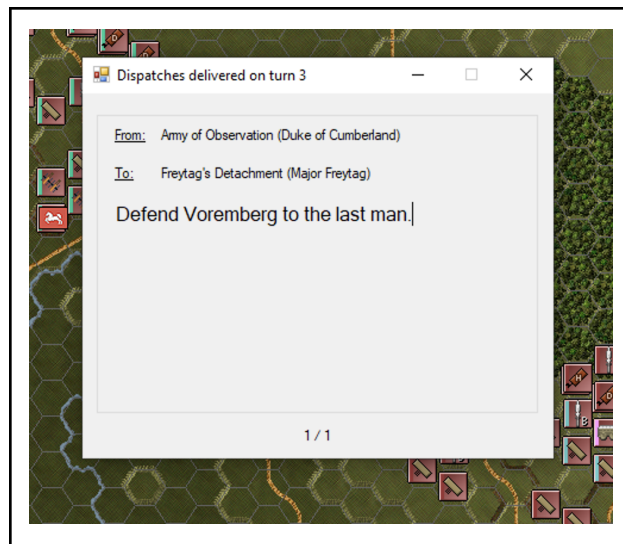 Dispatches delivered on turn 3
From: Army of Observation (Duke of Cumberland)
To: Freytag's Detachment (Major Freytag)
Defend Voremberg to the last man.
1 / 1
D
D
H
D
B